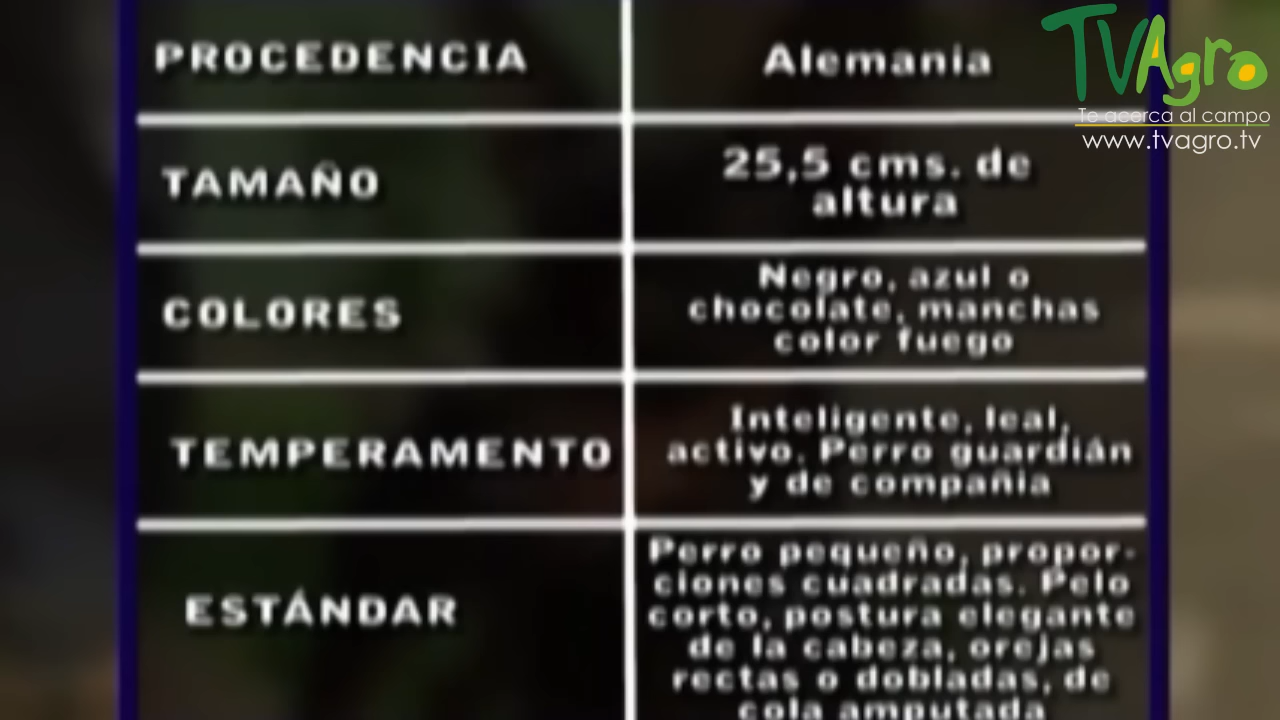 PROCEDENCIA
Alemania
TAMAÑO
25,5 cms. de
altura
COLORES
Negro, azul o
chocolate, manchas
color fuego
TEMPERAMENTO
Inteligente, leal,
activo. Perro guardián
y de compañia
ESTÁNDAR
Perro pequeño, propor-
ciones cuadradas. Pelo
corto, postura elegante
de la cabeza, orejas
rectas o dobladas, de
cola amputada
TVAgro
Te acerca al campo
www.tvagro.tv